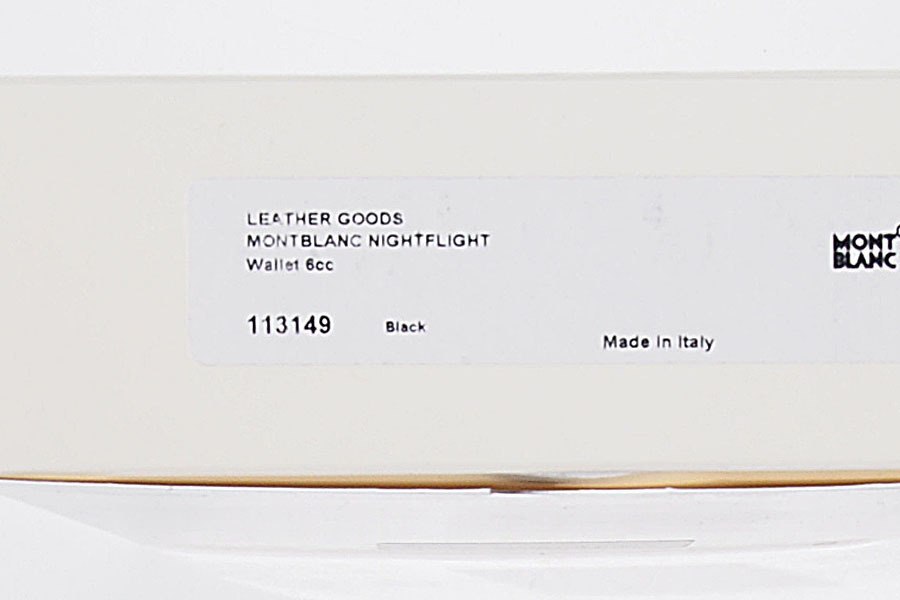 LEATHER GOODS
MONTBLANC NIGHTFLIGHT
Wallet 6cc
113149 Black
Made in Italy
MONT
BLANC